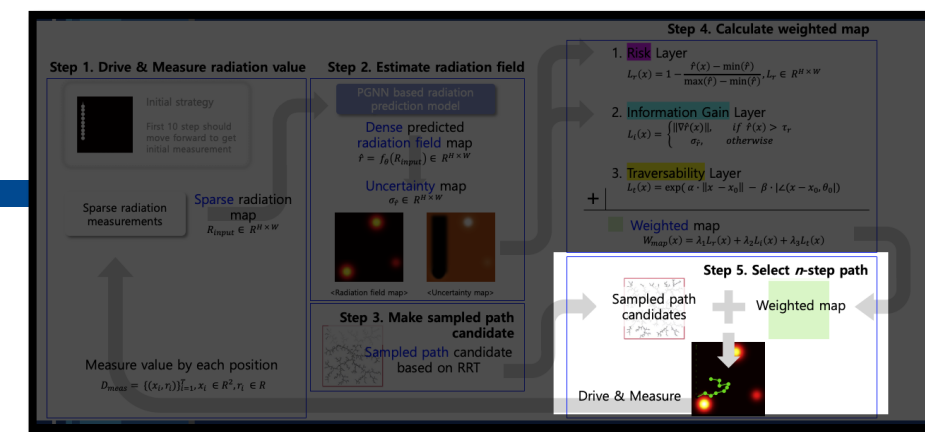 Step 1. Drive & Measure radiation value
Initial strategy
First 10 step should
move forward to get
initial measurement
Sparse radiation
measurements
Sparse radiation
map
R_input ∈ R^{H×W}
Measure value by each position
D_meas = {(x_i, r_i)}_{i=1}^T, x_i ∈ R^2, r_i ∈ R
Step 2. Estimate radiation field
PGNN based radiation
prediction model
Dense predicted
radiation field map
r̂ = f_θ(R_input) ∈ R^{H×W}
Uncertainty map
σ_r̂ ∈ R^{H×W}
<Radiation field map>
<Uncertainty map>
Step 3. Make sampled path
candidate
Sampled path candidate
based on RRT
Step 4. Calculate weighted map
1. Risk Layer
L_r(x) = 1 − (r̂(x) − min(r̂)) / (max(r̂) − min(r̂)), L_r ∈ R^{H×W}
2. Information Gain Layer
L_i(x) = { ||∇r̂(x)||, if r̂(x) > τ_r
σ_r̂, otherwise
3. Traversability Layer
L_t(x) = exp( α · ||x − x_0|| − β · |∠(x − x_0, θ_0|)
+
Weighted map
W_map(x) = λ_1L_r(x) + λ_2L_i(x) + λ_3L_t(x)
Step 5. Select n-step path
Sampled path
candidates
Weighted map
Drive & Measure